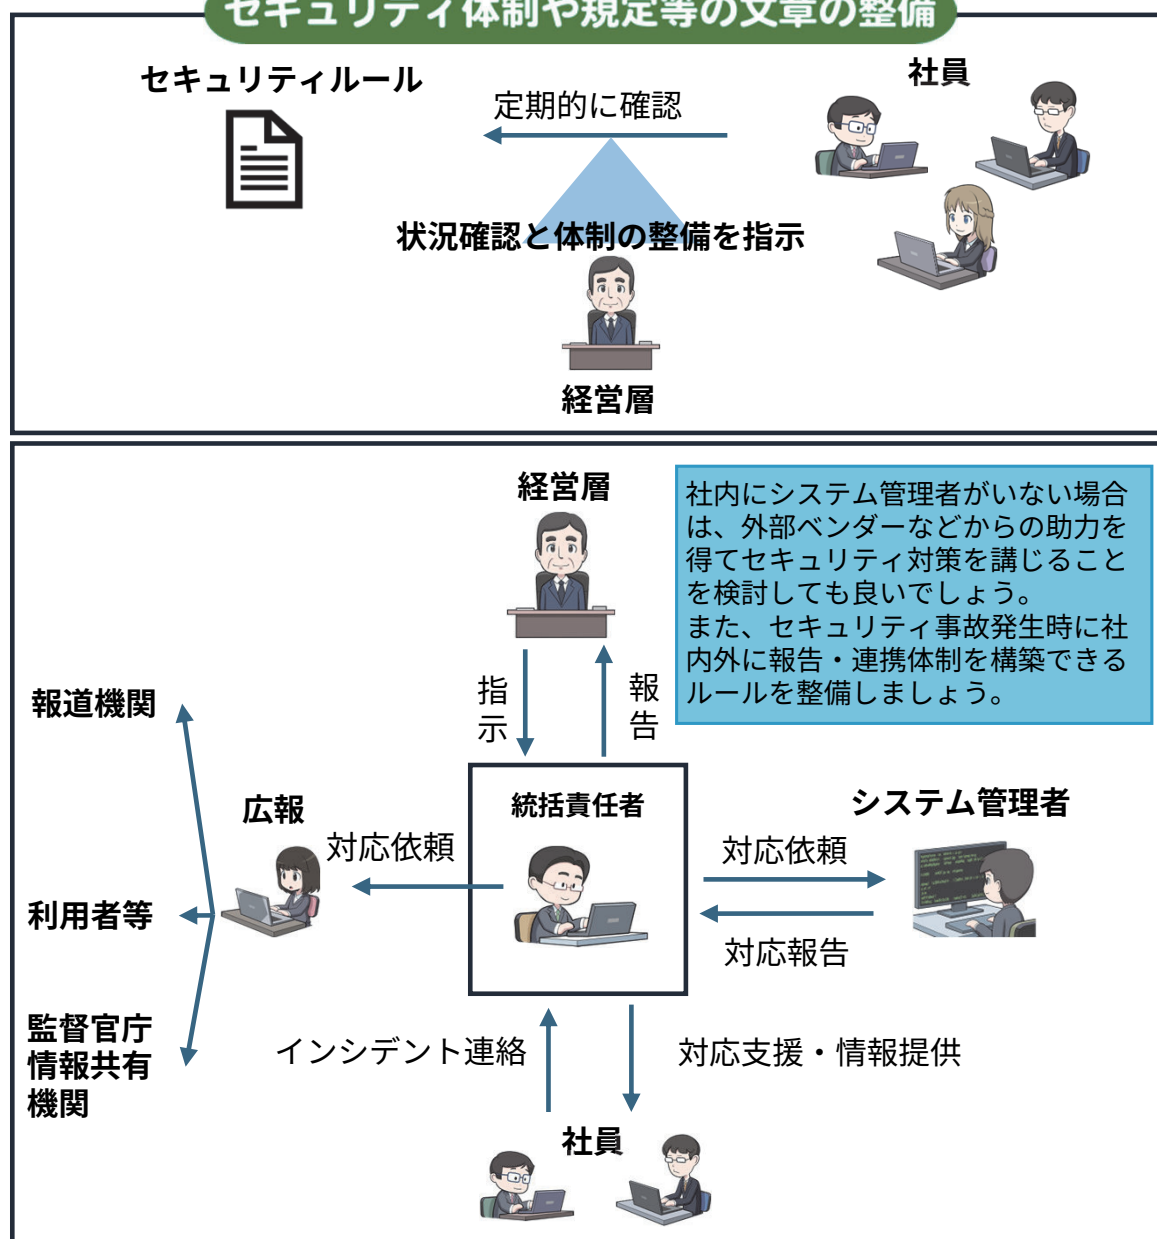 セキュリティ体制や規定等の文章の整備
セキュリティルール
社員
定期的に確認
状況確認と体制の整備を指示
経営層
経営層
社内にシステム管理者がいない場合
は、外部ベンダーなどからの助力を
得てセキュリティ対策を講じること
を検討しても良いでしょう。
また、セキュリティ事故発生時に社
内外に報告・連携体制を構築できる
ルールを整備しましょう。
指示
報告
報道機関
広報
統括責任者
システム管理者
対応依頼
対応依頼
利用者等
対応報告
監督官庁
情報共有
機関
インシデント連絡
対応支援・情報提供
社員